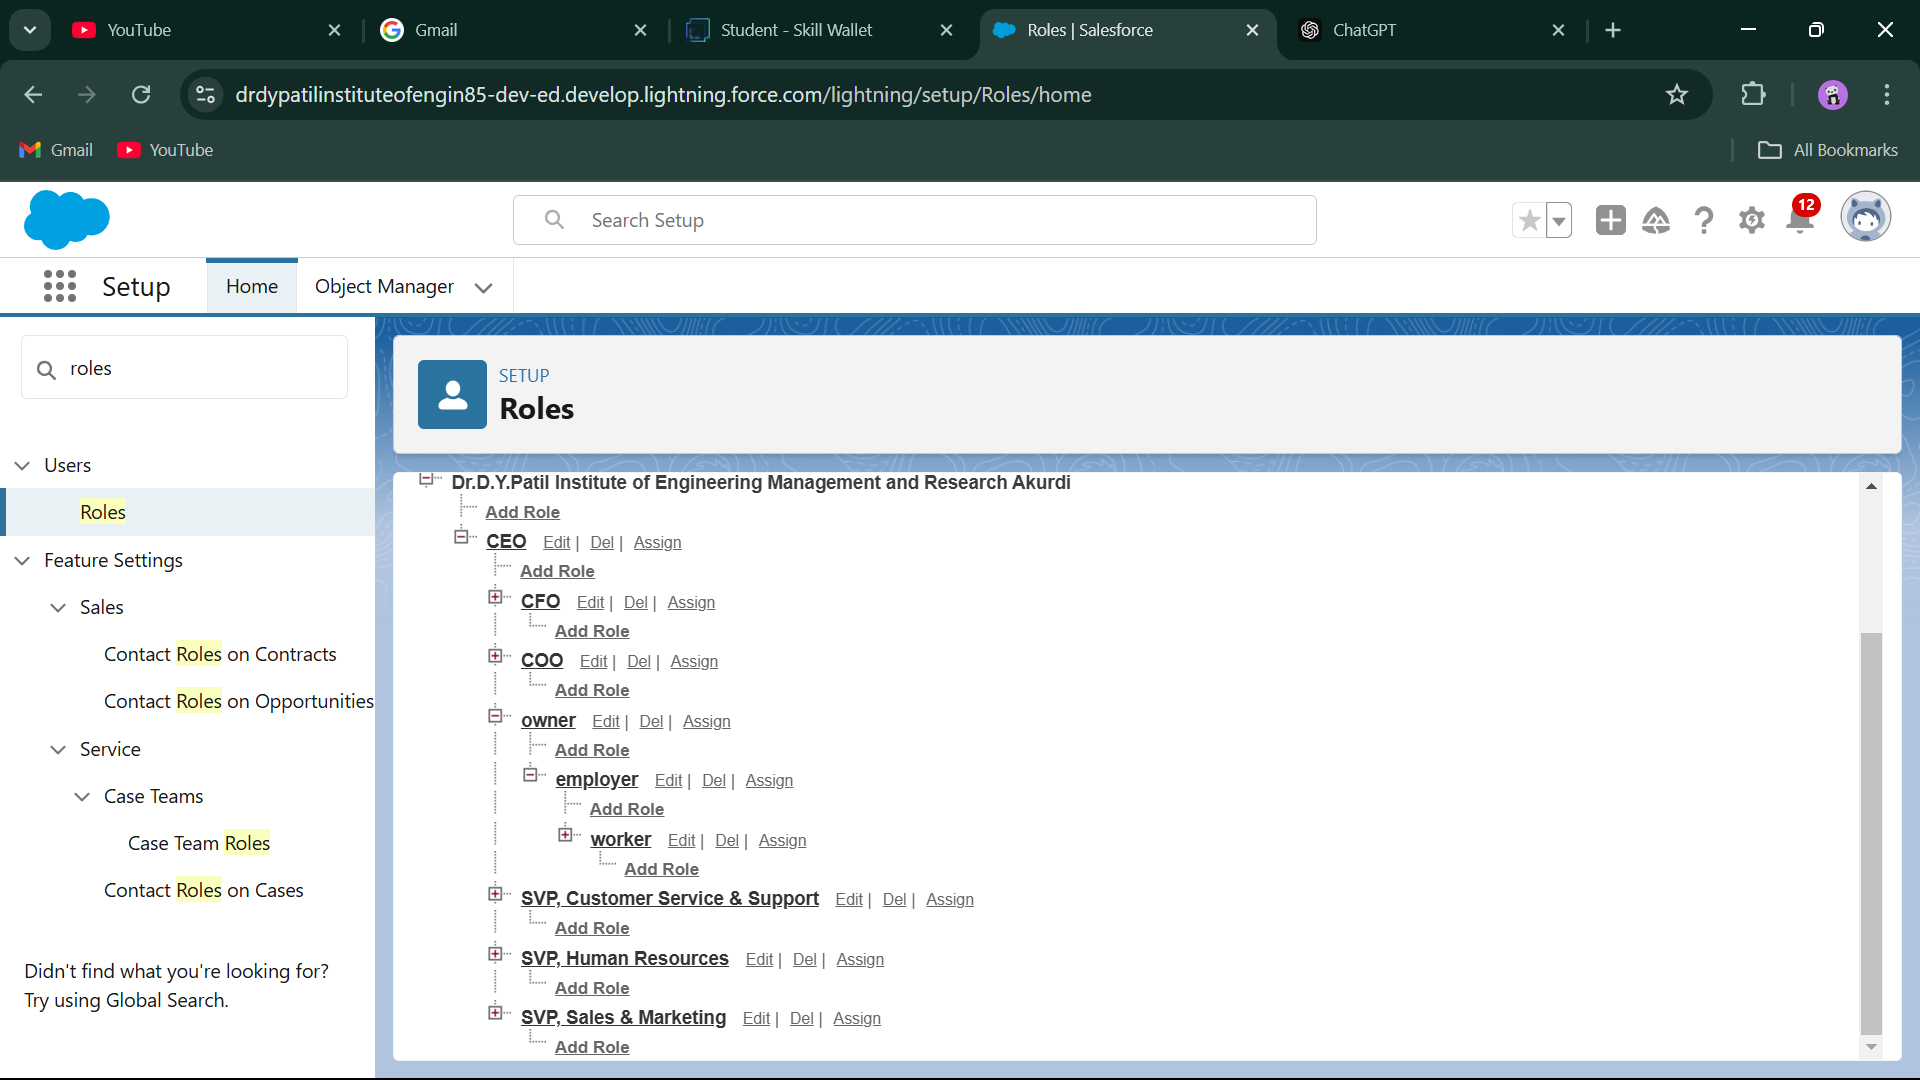 YouTube
Gmail
Student - Skill Wallet
Roles | Salesforce
ChatGPT
drdypatilinstituteofengin85-dev-ed.develop.lightning.force.com/lightning/setup/Roles/home
Gmail
YouTube
All Bookmarks
Search Setup
12
Setup
Home
Object Manager
roles
Users
Roles
Feature Settings
Sales
Contact Roles on Contracts
Contact Roles on Opportunities
Service
Case Teams
Case Team Roles
Contact Roles on Cases
Didn't find what you're looking for?
Try using Global Search.
SETUP
Roles
Dr.D.Y.Patil Institute of Engineering Management and Research Akurdi
Add Role
CEO Edit | Del | Assign
Add Role
CFO Edit | Del | Assign
Add Role
COO Edit | Del | Assign
Add Role
owner Edit | Del | Assign
Add Role
employer Edit | Del | Assign
Add Role
worker Edit | Del | Assign
Add Role
SVP, Customer Service & Support Edit | Del | Assign
Add Role
SVP, Human Resources Edit | Del | Assign
Add Role
SVP, Sales & Marketing Edit | Del | Assign
Add Role